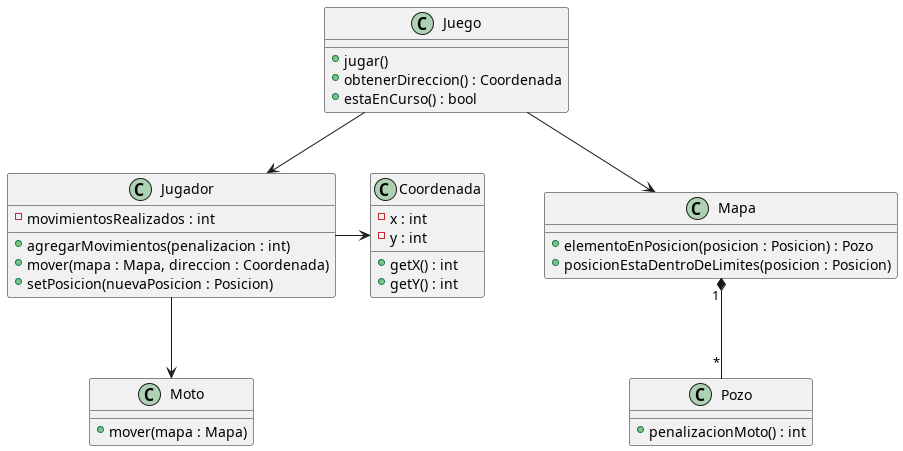 C Juego
jugar()
obtenerDireccion() : Coordenada
estaEnCurso() : bool
C Jugador
movimientosRealizados : int
agregarMovimientos(penalizacion : int)
mover(mapa : Mapa, direccion : Coordenada)
setPosicion(nuevaPosicion : Posicion)
C Coordenada
x : int
y : int
getX() : int
getY() : int
C Mapa
elementoEnPosicion(posicion : Posicion) : Pozo
posicionEstaDentroDeLimites(posicion : Posicion)
1
*
C Moto
mover(mapa : Mapa)
C Pozo
penalizacionMoto() : int